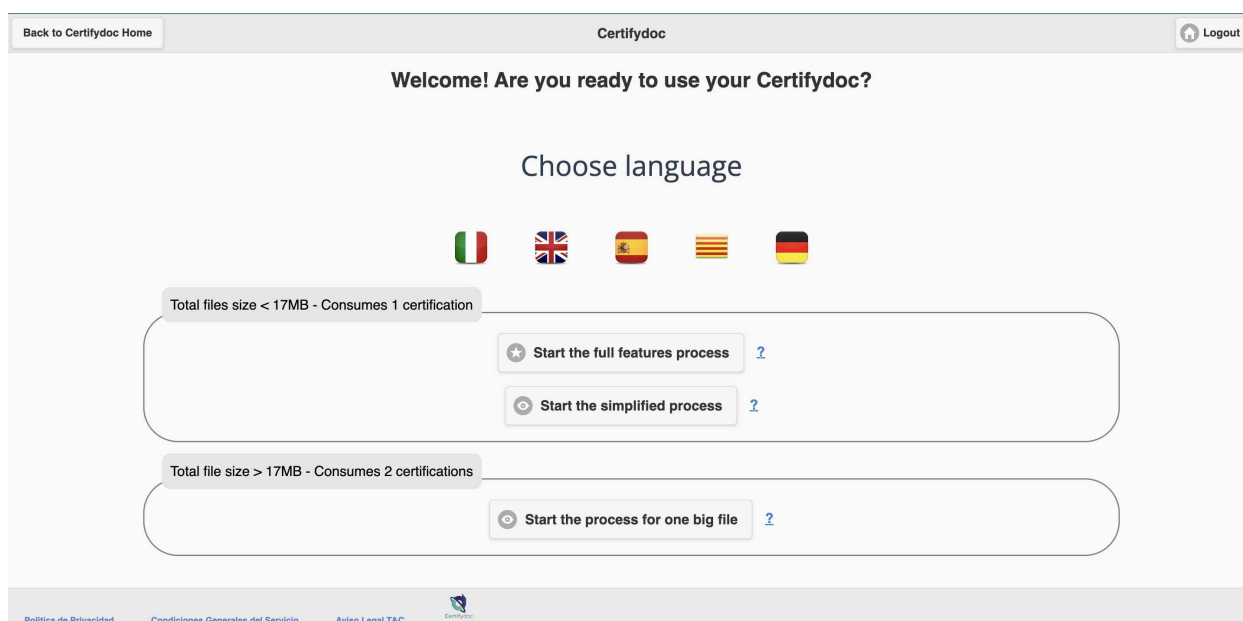 Back to Certifydoc Home
Certifydoc
Logout
Welcome! Are you ready to use your Certifydoc?
Choose language
Total files size < 17MB - Consumes 1 certification
Start the full features process ?
Start the simplified process ?
Total file size > 17MB - Consumes 2 certifications
Start the process for one big file ?
Política de Privacidad Condiciones Generales del Servicio Aviso Legal T&C Certifydoc